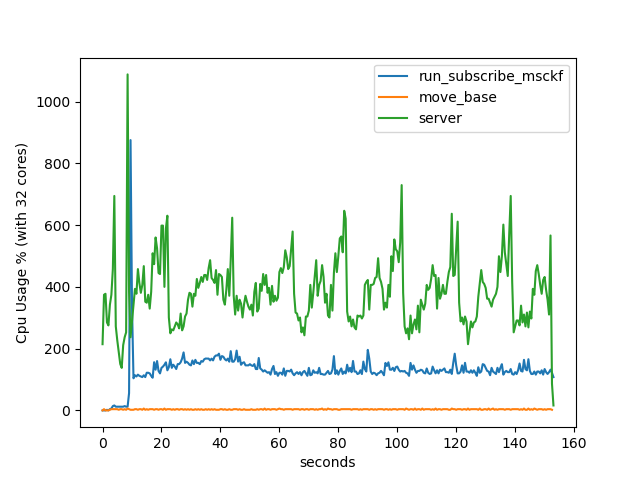 run_subscribe_msckf
move_base
server
Cpu Usage % (with 32 cores)
1000
800
600
400
200
0
0 20 40 60 80 100 120 140 160
seconds